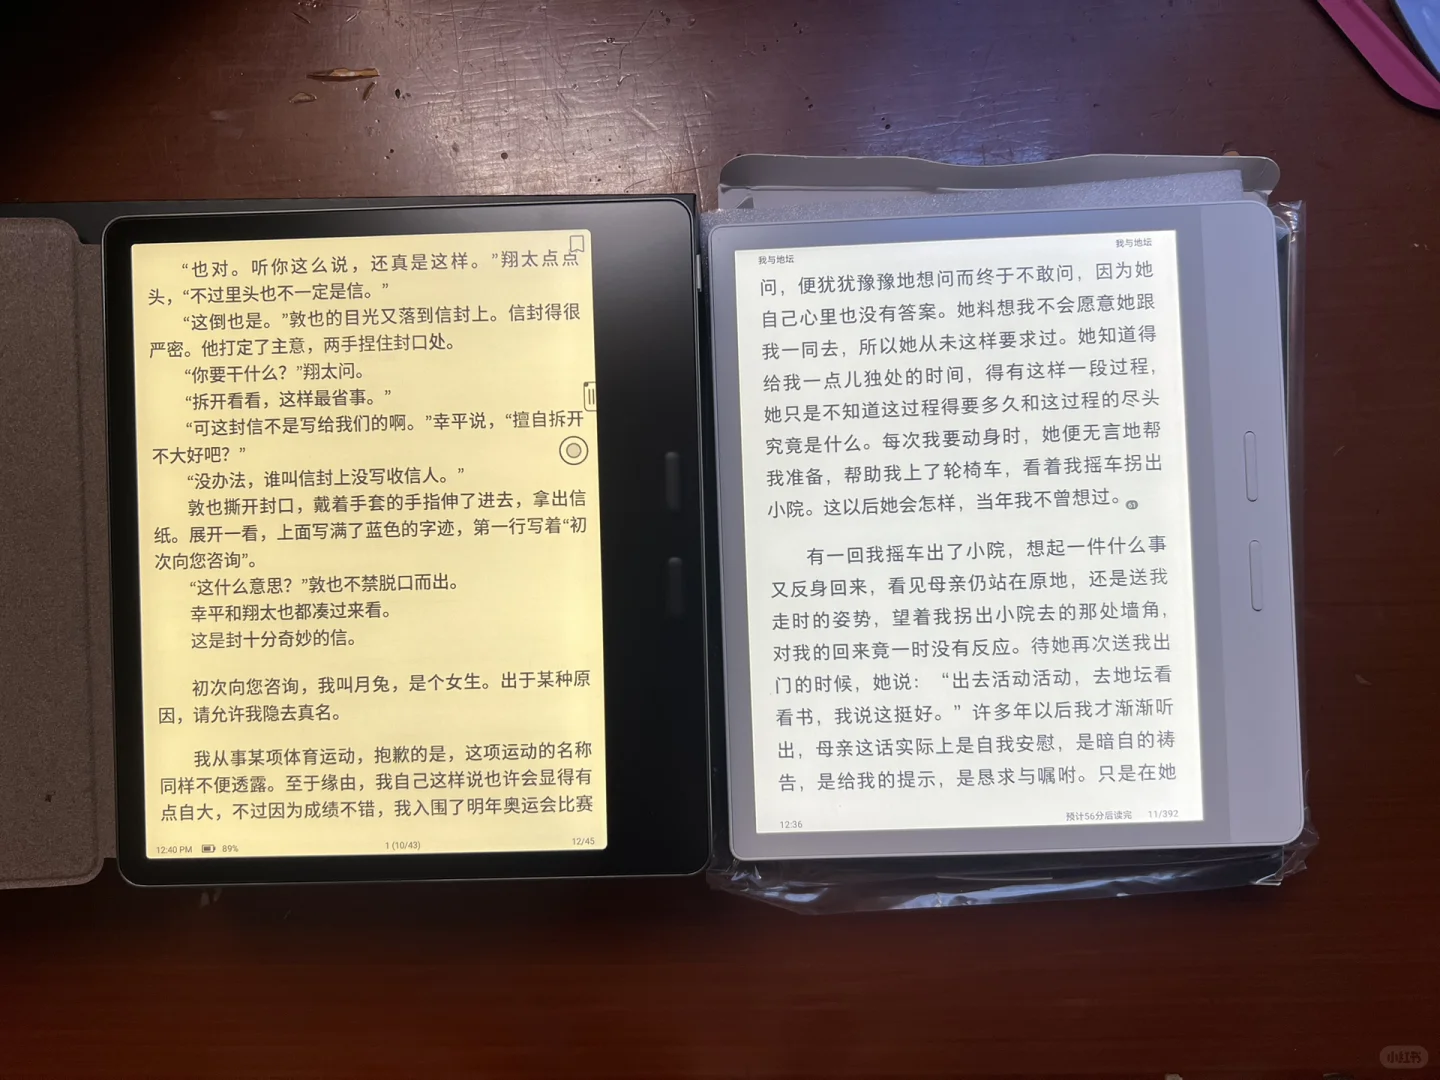 “也对。听你这么说，还真是这样。”翔太点点
头，“不过里头也不一定是信。”
“这倒也是。”敦也的目光又落到信封上。信封得很
严密。他打定了主意，两手捏住封口处。
“你要干什么？”翔太问。
“拆开看看，这样最省事。”
“可这封信不是写给我们的啊。”幸平说，“擅自拆开
不大好吧？”
“没办法，谁叫信封上没写收信人。”
敦也撕开封口，戴着手套的手指伸了进去，拿出信
纸。展开一看，上面写满了蓝色的字迹，第一行写着“初
次向您咨询”。
“这什么意思？”敦也不禁脱口而出。
幸平和翔太也都凑过来看。
这是封十分奇妙的信。
初次向您咨询，我叫月兔，是个女生。出于某种原
因，请允许我隐去真名。
我从事某项体育运动，抱歉的是，这项运动的名称
同样不便透露。至于缘由，我自己这样说也许会显得有
点自大，不过因为成绩不错，我入围了明年奥运会比赛
12:40 PM 89% 1 (10/43) 12/45
我与地坛 我与地坛
问，便犹犹豫豫地想问而终于不敢问，因为她
自己心里也没有答案。她料想我不会愿意她跟
我一同去，所以她从未这样要求过。她知道得
给我一点儿独处的时间，得有这样一段过程，
她只是不知道这过程得要多久和这过程的尽头
究竟是什么。每次我要动身时，她便无言地帮
我准备，帮助我上了轮椅车，看着我摇车拐出
小院。这以后她会怎样，当年我不曾想过。
有一回我摇车出了小院，想起一件什么事
又反身回来，看见母亲仍站在原地，还是送我
走时的姿势，望着我拐出小院去的那处墙角，
对我的回来竟一时没有反应。待她再次送我出
门的时候，她说：“出去活动活动，去地坛看
看书，我说这挺好。”许多年以后我才渐渐听
出，母亲这话实际上是自我安慰，是暗自的祷
告，是给我的提示，是恳求与嘱咐。只是在她
12:36 预计56分后读完 11/392
小红书